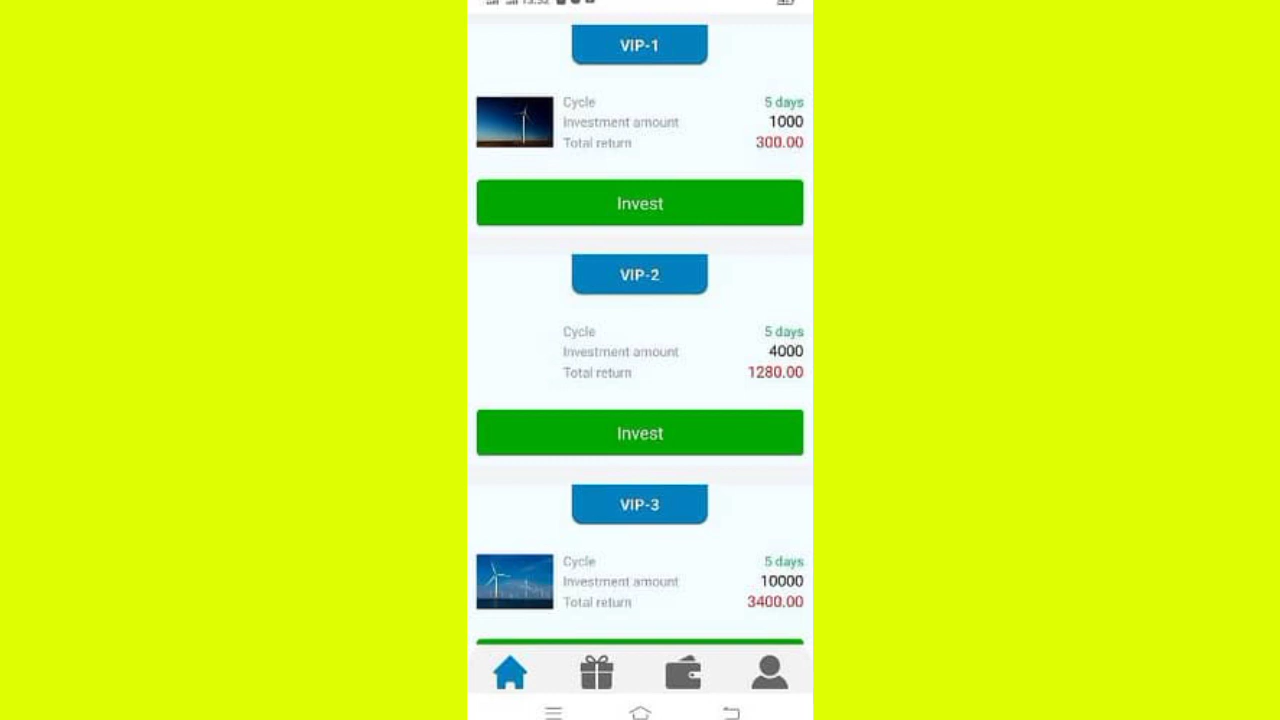 VIP-1
Cycle 5 days
Investment amount 1000
Total return 300.00
Invest
VIP-2
Cycle 5 days
Investment amount 4000
Total return 1280.00
Invest
VIP-3
Cycle 5 days
Investment amount 10000
Total return 3400.00